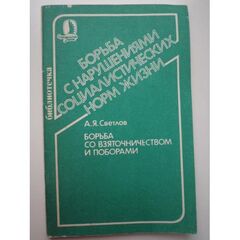 библиотечка
БОРЬБА
С НАРУШЕНИЯМИ
СОЦИАЛИСТИЧЕСКИХ
НОРМ ЖИЗНИ
А.Я.Светлов
БОРЬБА
СО ВЗЯТОЧНИЧЕСТВОМ
И ПОБОРАМИ